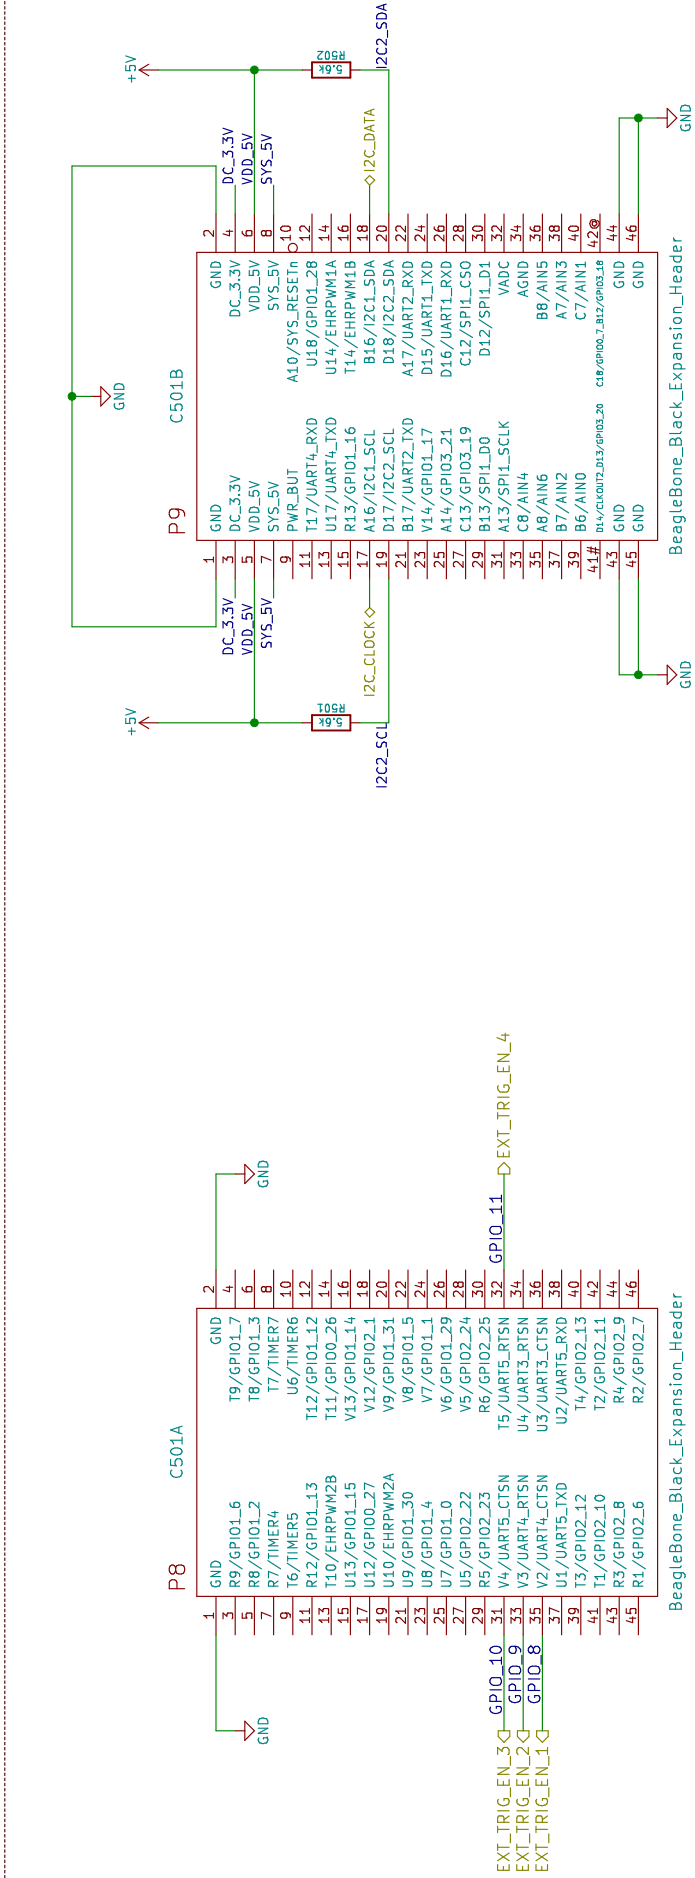 P8
C501A
1
GND
GND
2
3
R9/GPIO1_6
T9/GPIO1_7
4
5
R8/GPIO1_2
T8/GPIO1_3
6
7
R7/TIMER4
T7/TIMER7
8
9
T6/TIMER5
U6/TIMER6
10
11
R12/GPIO1_13
T12/GPIO1_12
12
13
T10/EHRPWM2B
T11/GPIO0_26
14
15
U13/GPIO1_15
V13/GPIO1_14
16
17
U12/GPIO0_27
V12/GPIO2_1
18
19
U10/EHRPWM2A
V9/GPIO1_31
20
21
U9/GPIO1_30
V8/GPIO1_5
22
23
U8/GPIO1_4
V7/GPIO1_1
24
25
U7/GPIO1_0
V6/GPIO1_29
26
27
U5/GPIO2_22
V5/GPIO2_24
28
29
R5/GPIO2_23
R6/GPIO2_25
30
31
V4/UART5_CTSN
T5/UART5_RTSN
32
33
V3/UART4_RTSN
U4/UART3_RTSN
34
35
V2/UART4_CTSN
U3/UART3_CTSN
36
37
U1/UART5_TXD
U2/UART5_RXD
38
39
T3/GPIO2_12
T4/GPIO2_13
40
41
T1/GPIO2_10
T2/GPIO2_11
42
43
R3/GPIO2_8
R4/GPIO2_9
44
45
R1/GPIO2_6
R2/GPIO2_7
46
BeagleBone_Black_Expansion_Header
GND
GND
EXT_TRIG_EN_3
GPIO_10
EXT_TRIG_EN_2
GPIO_9
EXT_TRIG_EN_1
GPIO_8
GPIO_11
EXT_TRIG_EN_4
P9
C501B
GND
1
GND
GND
2
DC_3.3V
3
DC_3.3V
DC_3.3V
4
DC_3.3V
VDD_5V
5
VDD_5V
VDD_5V
6
VDD_5V
SYS_5V
7
SYS_5V
SYS_5V
8
SYS_5V
9
PWR_BUT
A10/SYS_RESETn
10
11
T17/UART4_RXD
U18/GPIO1_28
12
13
U17/UART4_TXD
U14/EHRPWM1A
14
15
R13/GPIO1_16
T14/EHRPWM1B
16
I2C_CLOCK
17
A16/I2C1_SCL
B16/I2C1_SDA
18
I2C_DATA
19
D17/I2C2_SCL
D18/I2C2_SDA
20
21
B17/UART2_TXD
A17/UART2_RXD
22
23
V14/GPIO1_17
D15/UART1_TXD
24
25
A14/GPIO3_21
D16/UART1_RXD
26
27
C13/GPIO3_19
C12/SPI1_CSO
28
29
B13/SPI1_D0
D12/SPI1_D1
30
31
A13/SPI1_SCLK
VADC
32
33
C8/AIN4
AGND
34
35
A8/AIN6
B8/AIN5
36
37
B7/AIN2
A7/AIN3
38
39
B6/AIN0
C7/AIN1
40
41#
D14/CLKOUT2_D13/GPIO3_20
C18/GPIO0_7_B12/GPIO3_18
42@
43
GND
GND
44
45
GND
GND
46
BeagleBone_Black_Expansion_Header
+5V
R501
5.6k
I2C2_SCL
+5V
R502
5.6k
I2C2_SDA
GND
GND